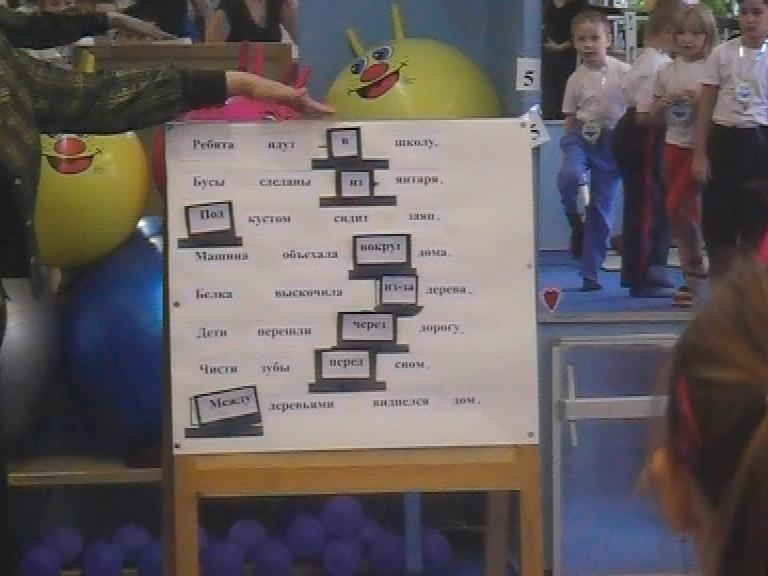 Ребята идут в школу.
Бусы сделаны из янтаря.
Под кустом сидит заяц.
Машина объехала вокруг дома.
Белка выскочила из-за дерева.
Дети перешли через дорогу.
Чисти зубы перед сном.
Между деревьями виднелся дом.
5